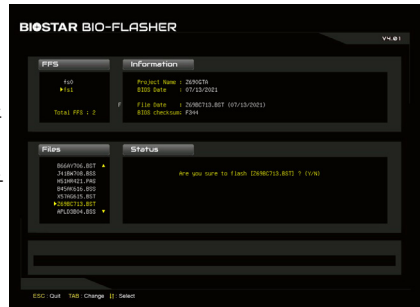 BIOSTAR BIO-FLASHER
V4.01
FFS
fs0
fs1
Total FFS : 2
F
Information
Project Name : Z690GTA
BIOS Date : 07/13/2021
File Date : Z69BC713.BST (07/13/2021)
BIOS checksum: F344
Files
B66AY706.BST
J41BW708.BSS
H51HA421.PAS
B45AK616.BSS
X57AG615.BST
Z69BC713.BST
AFLD3B04.BSS
Status
Are you sure to flash [Z69BC713.BST] ? (Y/N)
ESC : Quit TAB : Change : Select